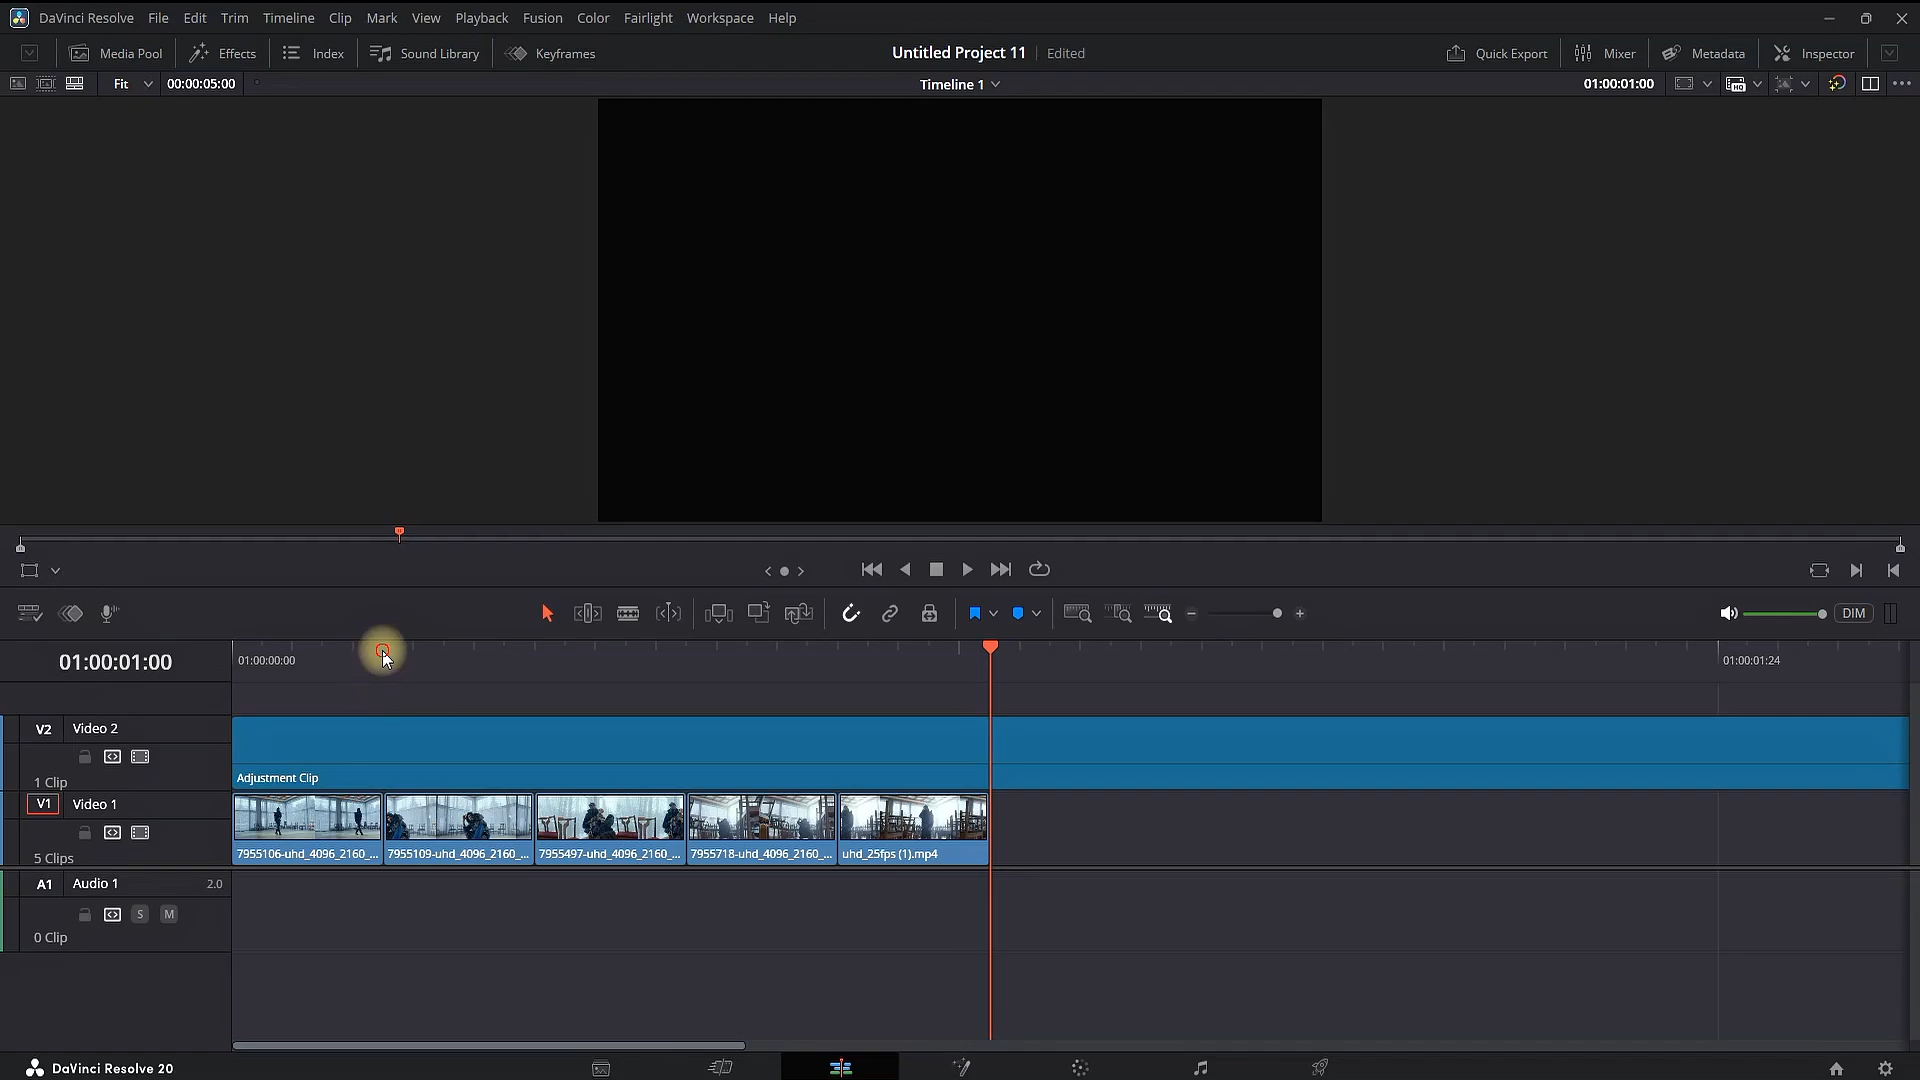 DaVinci Resolve File Edit Trim Timeline Clip Mark View Playback Fusion Color Fairlight Workspace Help
Media Pool Effects Index Sound Library Keyframes Untitled Project 11 Edited Quick Export Mixer Metadata Inspector
Fit 00:00:05:00 Timeline 1 01:00:01:00
DIM
01:00:01:00 01:00:00:00 01:00:01:24
V2 Video 2
1 Clip Adjustment Clip
V1 Video 1
5 Clips 7955106-uhd_4096_2160_... 7955109-uhd_4096_2160_... 7955497-uhd_4096_2160_... 7955718-uhd_4096_2160_... uhd_25fps (1).mp4
A1 Audio 1 2.0
S M
0 Clip
DaVinci Resolve 20